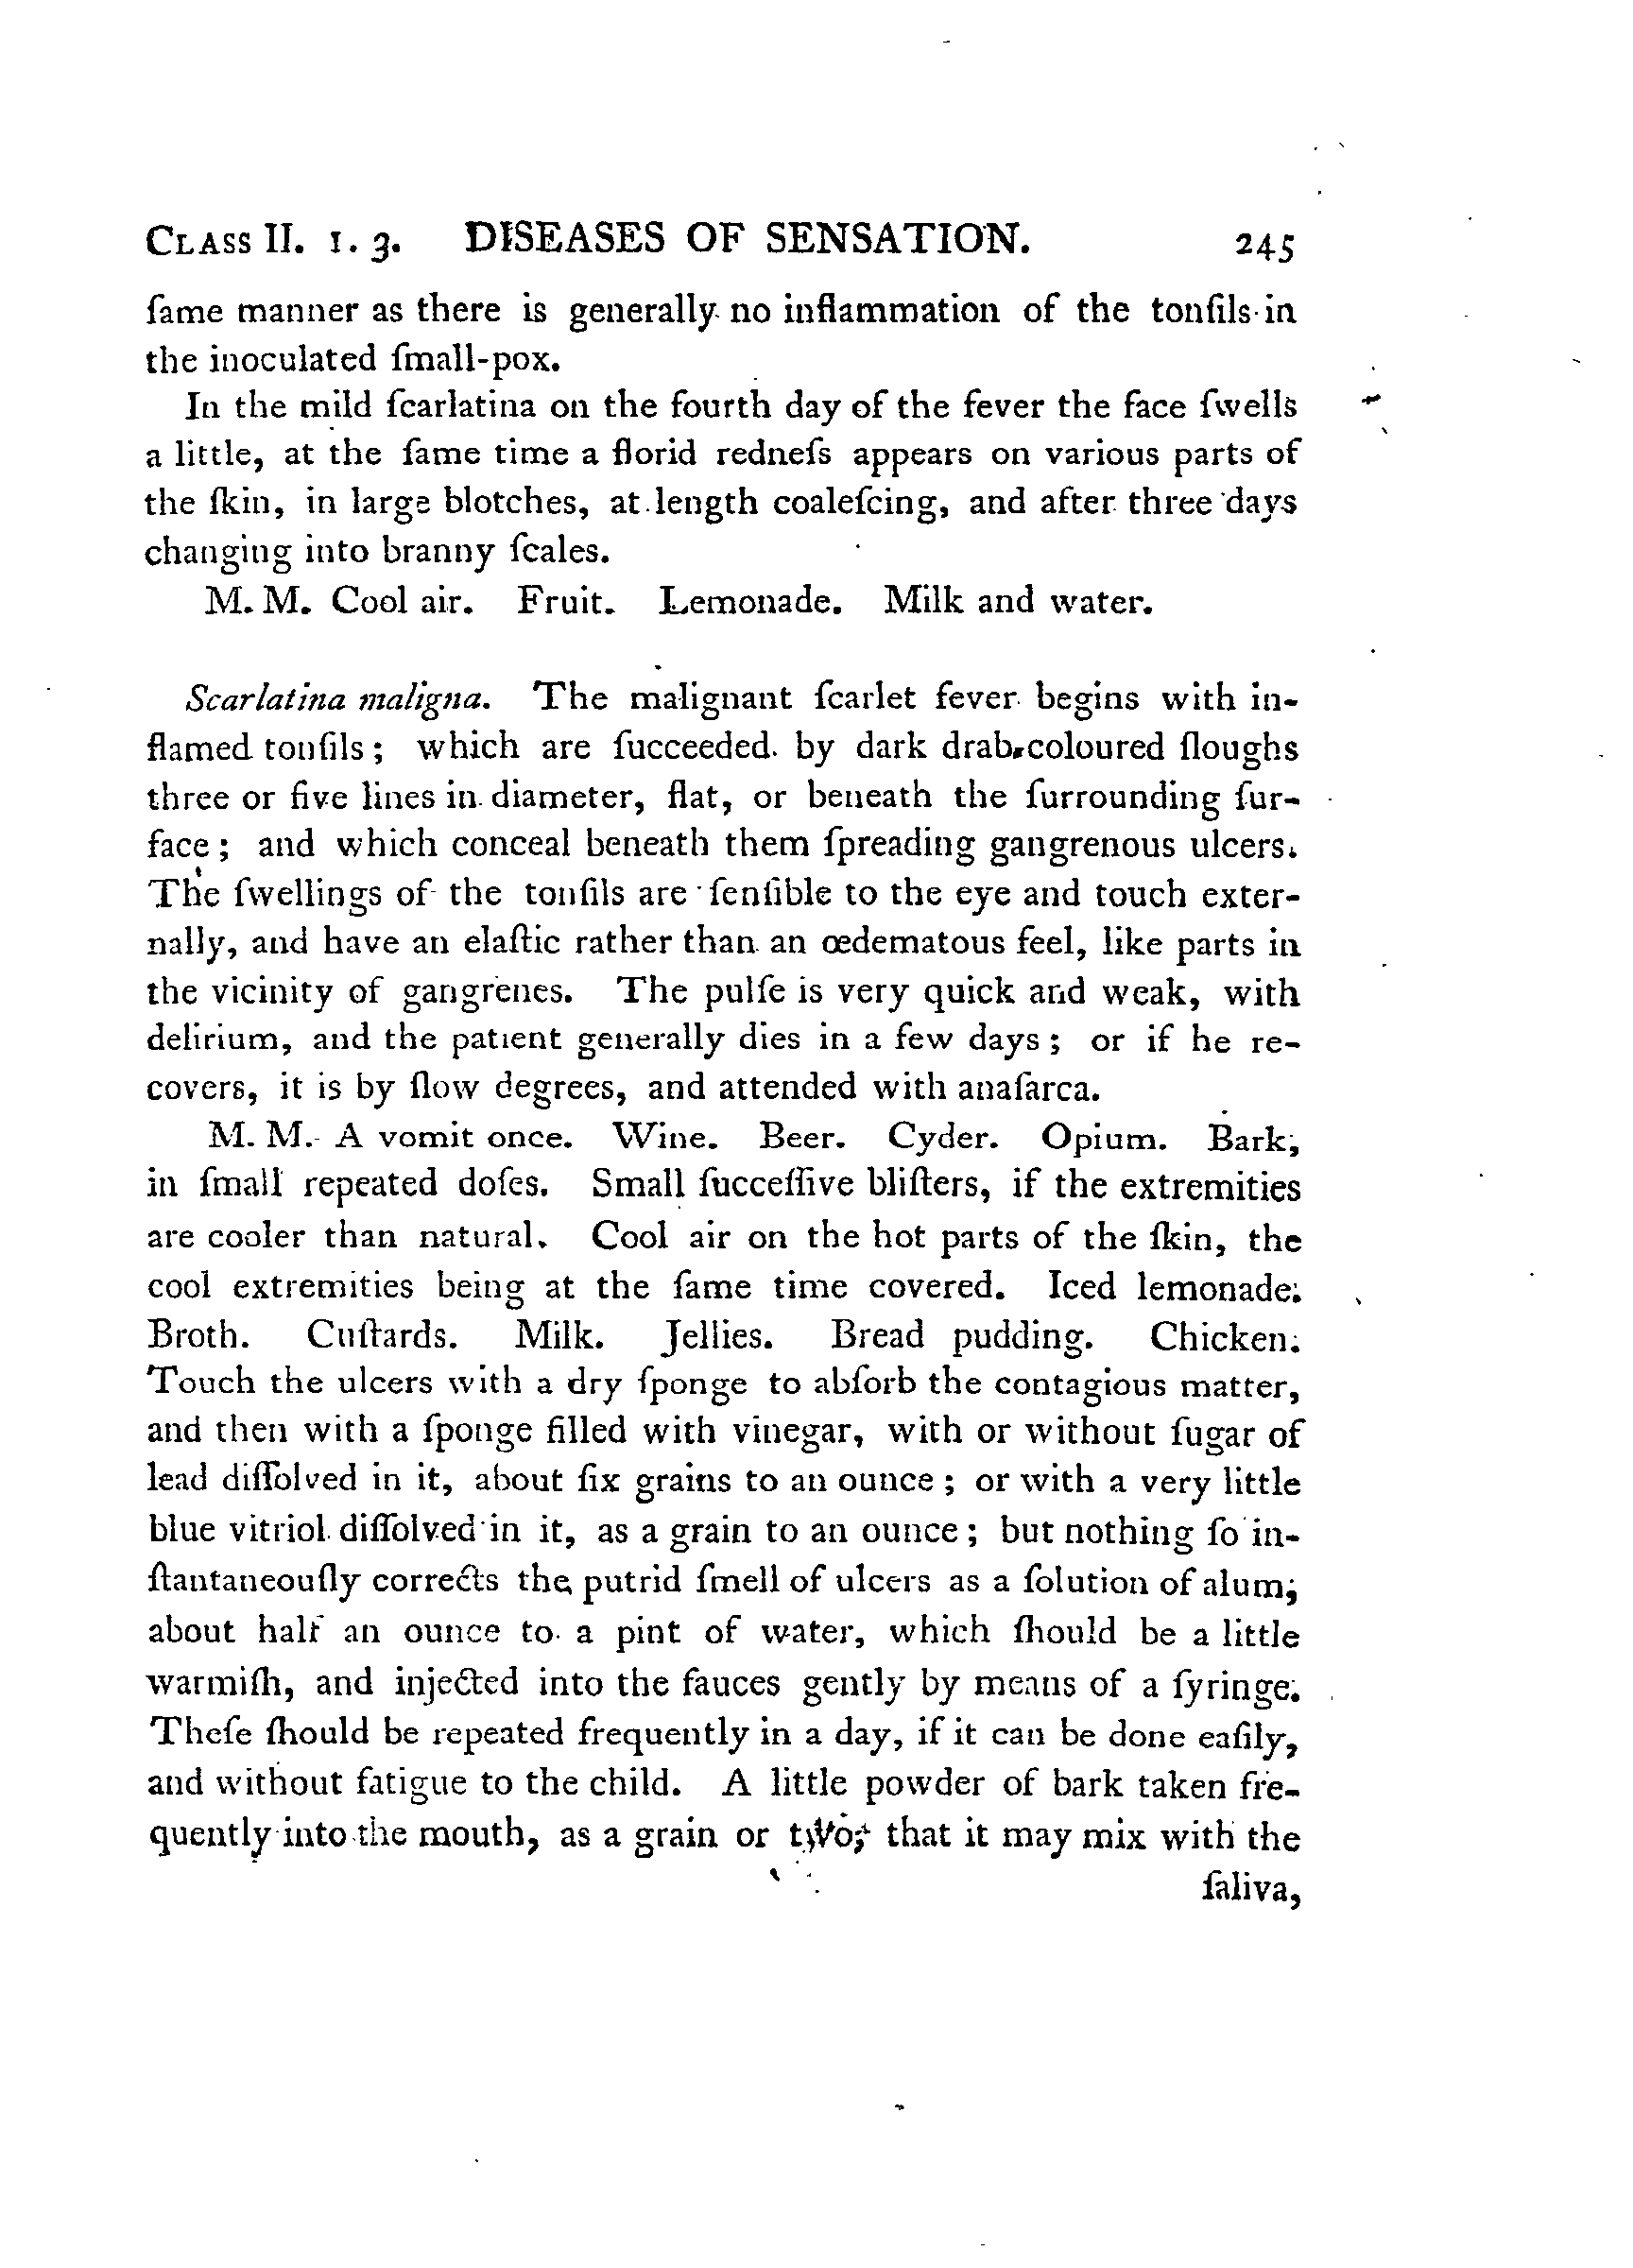 CLASS II. 1. 3. DISEASES OF SENSATION. 245
ſame manner as there is generally no inflammation of the tonſils in
the inoculated ſmall-pox.
In the mild ſcarlatina on the fourth day of the fever the face ſwells
a little, at the ſame time a florid redneſs appears on various parts of
the ſkin, in large blotches, at length coaleſcing, and after three days
changing into branny ſcales.
M. M. Cool air. Fruit. Lemonade. Milk and water.
Scarlatina maligna. The malignant ſcarlet fever begins with in-
flamed tonſils; which are ſucceeded by dark drab-coloured ſloughs
three or five lines in diameter, flat, or beneath the ſurrounding ſur-
face; and which conceal beneath them ſpreading gangrenous ulcers.
The ſwellings of the tonſils are ſenſible to the eye and touch exter-
nally, and have an elaſtic rather than an œdematous feel, like parts in
the vicinity of gangrenes. The pulſe is very quick and weak, with
delirium, and the patient generally dies in a few days; or if he re-
covers, it is by ſlow degrees, and attended with anaſarca.
M. M. A vomit once. Wine. Beer. Cyder. Opium. Bark,
in ſmall repeated doſes. Small ſucceſſive bliſters, if the extremities
are cooler than natural. Cool air on the hot parts of the ſkin, the
cool extremities being at the ſame time covered. Iced lemonade.
Broth. Cuſtards. Milk. Jellies. Bread pudding. Chicken.
Touch the ulcers with a dry ſponge to abſorb the contagious matter,
and then with a ſponge filled with vinegar, with or without ſugar of
lead diſſolved in it, about ſix grains to an ounce; or with a very little
blue vitriol diſſolved in it, as a grain to an ounce; but nothing ſo in-
ſtantaneouſly corrects the putrid ſmell of ulcers as a ſolution of alum;
about half an ounce to a pint of water, which ſhould be a little
warmiſh, and injected into the fauces gently by means of a ſyringe.
Theſe ſhould be repeated frequently in a day, if it can be done eaſily,
and without fatigue to the child. A little powder of bark taken fre-
quently into the mouth, as a grain or two, that it may mix with the
ſaliva,